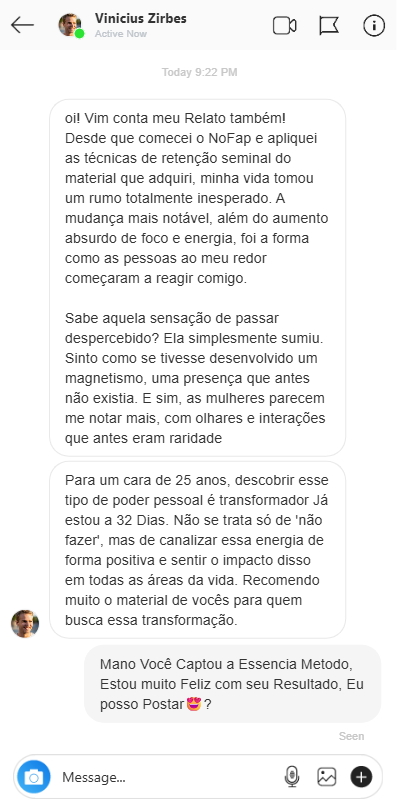 Vinicius Zirbes
Active Now
Today 9:22 PM
oi! Vim conta meu Relato também!
Desde que comecei o NoFap e apliquei
as técnicas de retenção seminal do
material que adquiri, minha vida tomou
um rumo totalmente inesperado. A
mudança mais notável, além do aumento
absurdo de foco e energia, foi a forma
como as pessoas ao meu redor
começaram a reagir comigo.
Sabe aquela sensação de passar
despercebido? Ela simplesmente sumiu.
Sinto como se tivesse desenvolvido um
magnetismo, uma presença que antes
não existia. E sim, as mulheres parecem
me notar mais, com olhares e interações
que antes eram raridade
Para um cara de 25 anos, descobrir esse
tipo de poder pessoal é transformador Já
estou a 32 Dias. Não se trata só de 'não
fazer', mas de canalizar essa energia de
forma positiva e sentir o impacto disso
em todas as áreas da vida. Recomendo
muito o material de vocês para quem
busca essa transformação.
Mano Você Captou a Essencia Metodo,
Estou muito Feliz com seu Resultado, Eu
posso Postar😍?
Seen
Message...